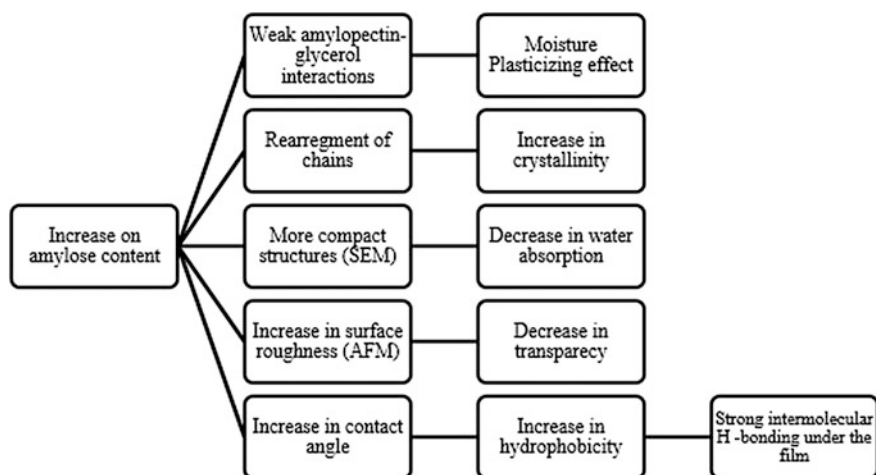 Weak amylopectin-
glycerol
interactions
Moisture
Plasticizing effect
Rearregment of
chains
Increase in
crystallinity
Increase on
amylose content
More compact
structures (SEM)
Decrease in water
absorption
Increase in surface
roughness (AFM)
Decrease in
transparecy
Increase in contact
angle
Increase in
hydrophobicity
Strong intermolecular
H -bonding under the
film